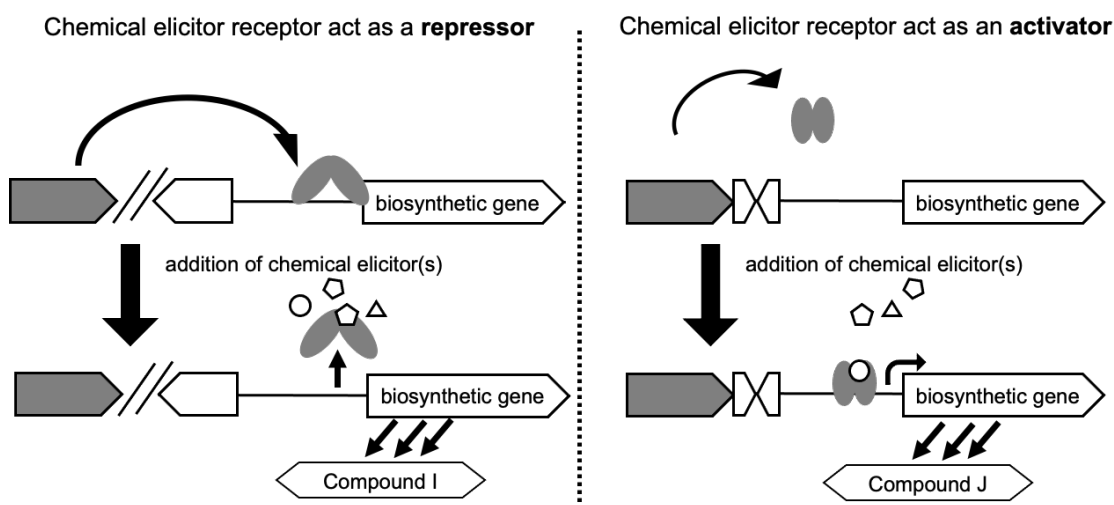 Chemical elicitor receptor act as a repressor
biosynthetic gene
addition of chemical elicitor(s)
biosynthetic gene
Compound I
Chemical elicitor receptor act as an activator
biosynthetic gene
addition of chemical elicitor(s)
biosynthetic gene
Compound J